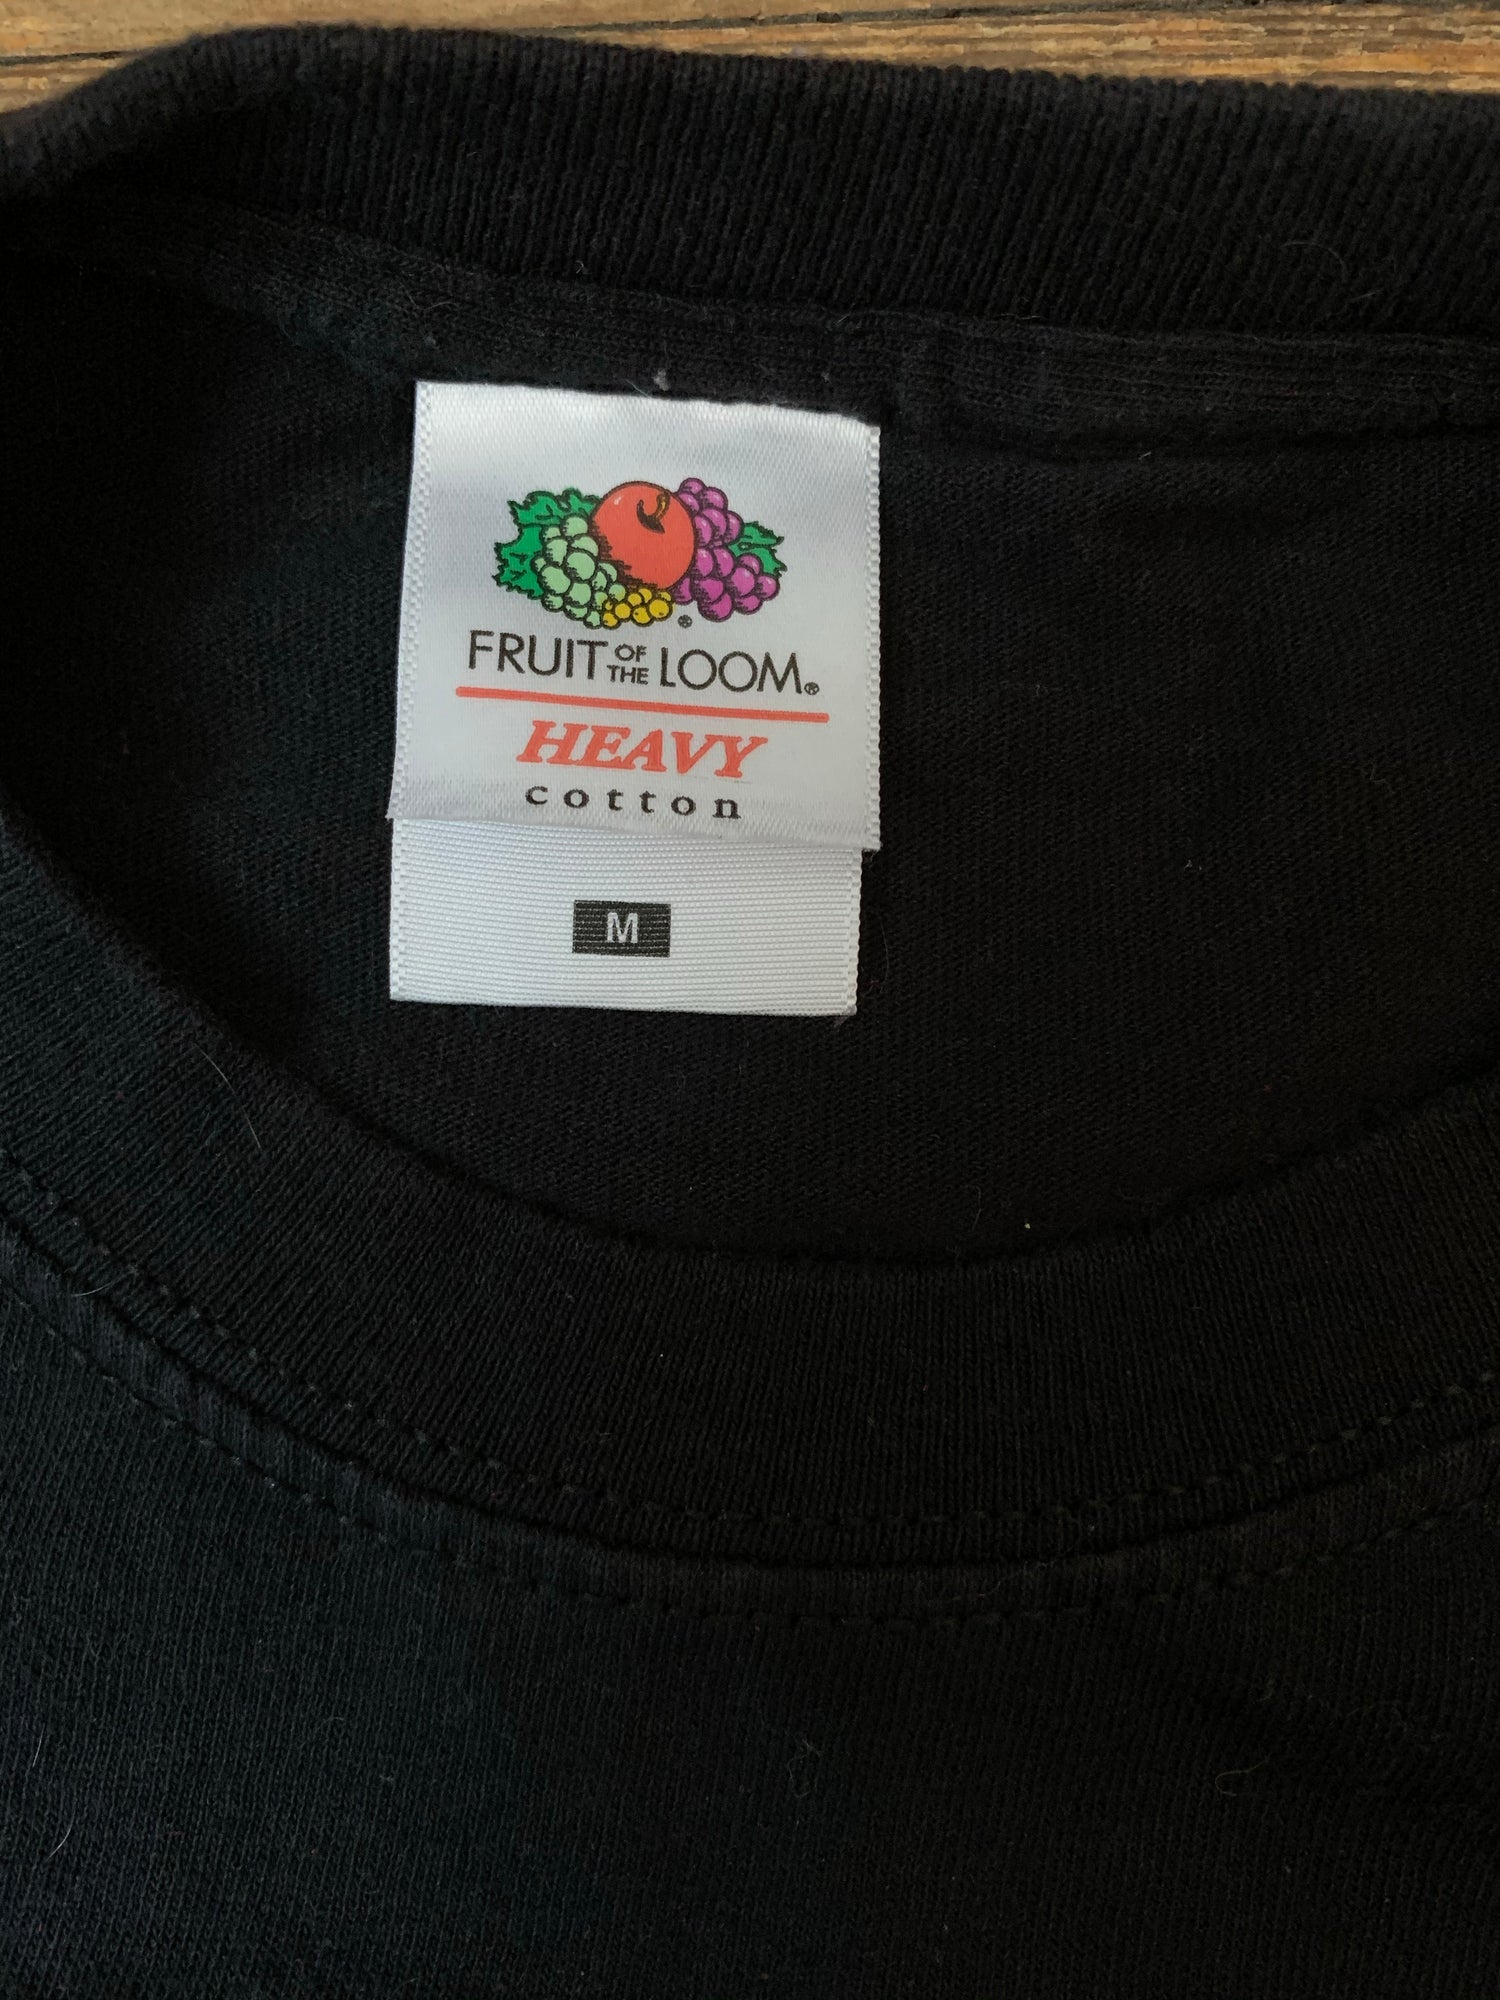 FRUIT OF THE LOOM®
HEAVY
cotton
M